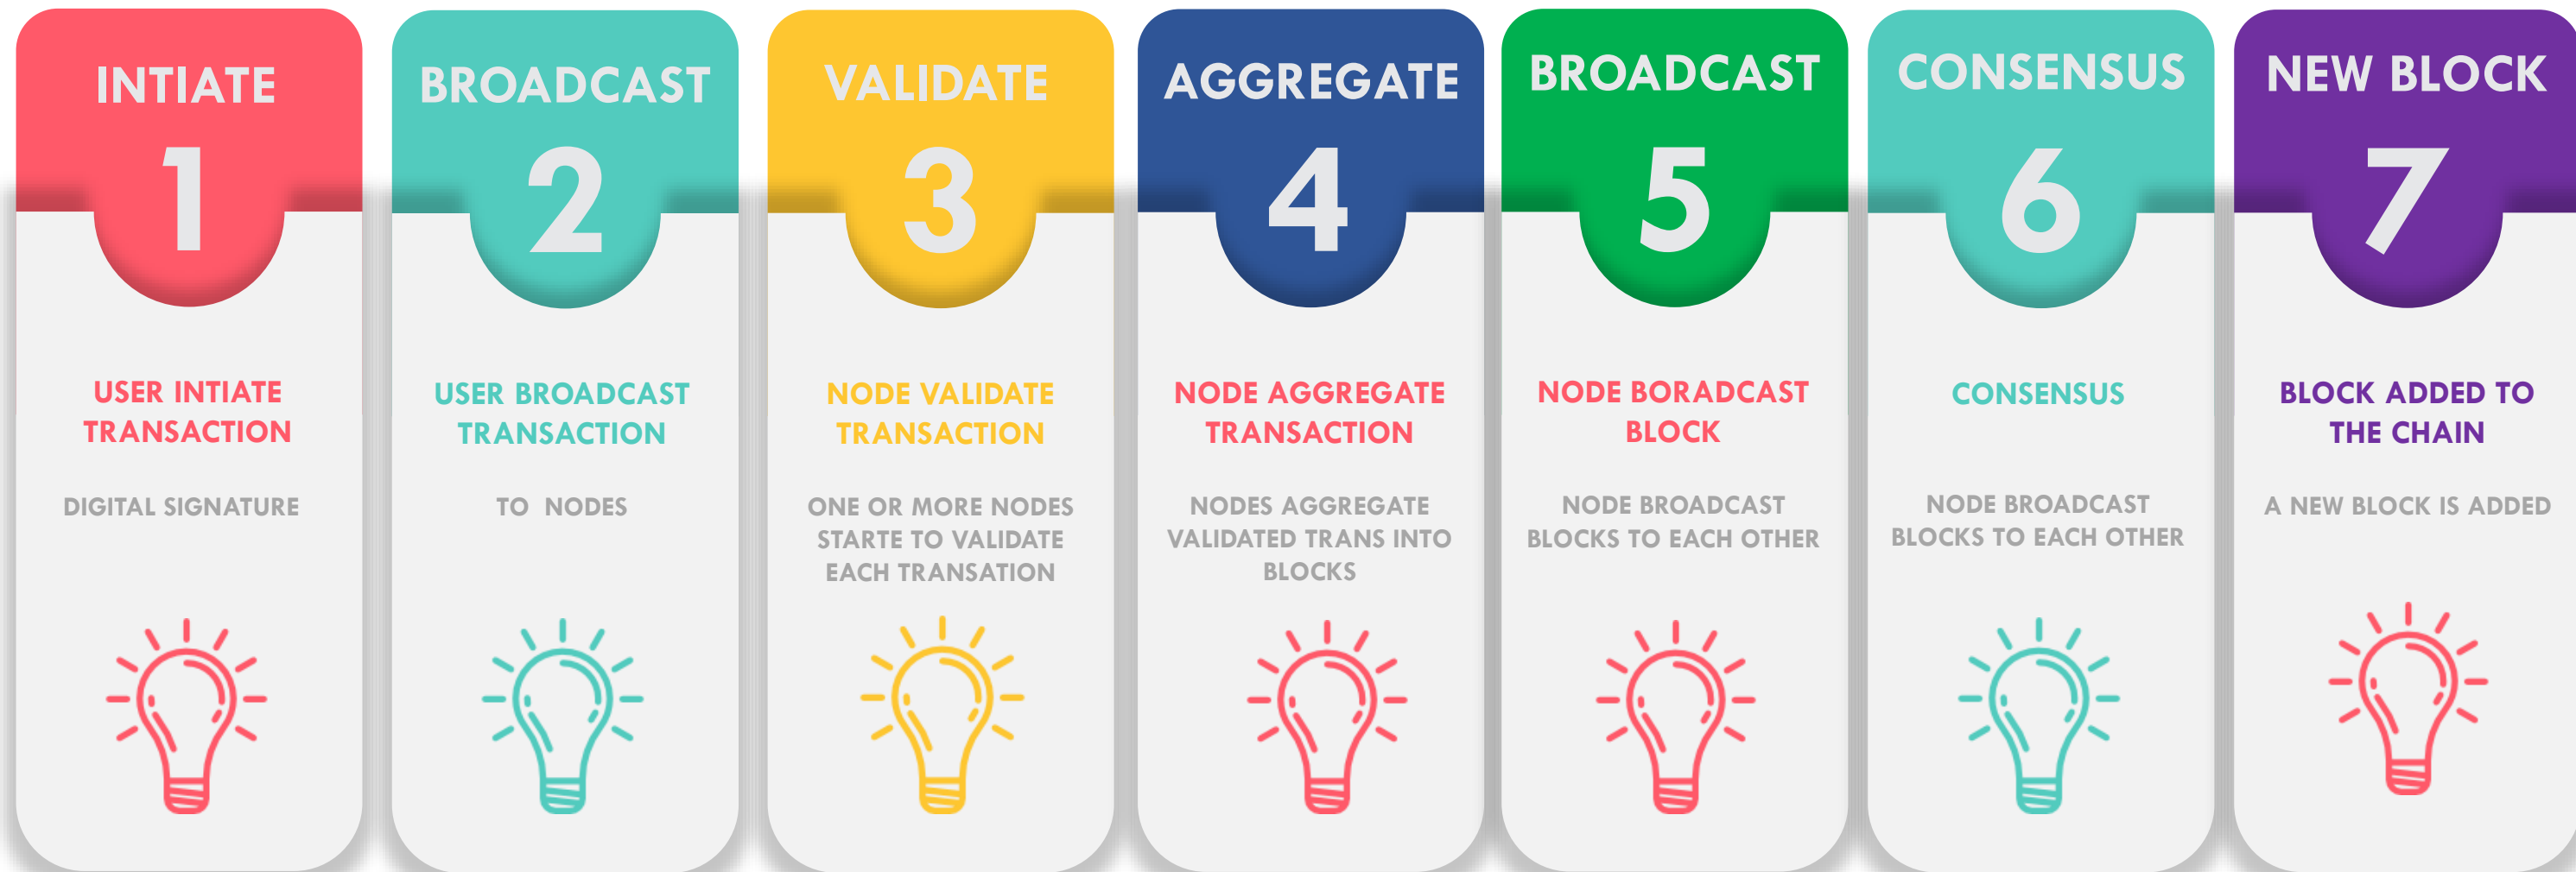 INTIATE
1
USER INTIATE
TRANSACTION
DIGITAL SIGNATURE
BROADCAST
2
USER BROADCAST
TRANSACTION
TO NODES
VALIDATE
3
NODE VALIDATE
TRANSACTION
ONE OR MORE NODES
STARTE TO VALIDATE
EACH TRANSATION
AGGREGATE
4
NODE AGGREGATE
TRANSACTION
NODES AGGREGATE
VALIDATED TRANS INTO
BLOCKS
BROADCAST
5
NODE BORADCAST
BLOCK
NODE BROADCAST
BLOCKS TO EACH OTHER
CONSENSUS
6
CONSENSUS
NODE BROADCAST
BLOCKS TO EACH OTHER
NEW BLOCK
7
BLOCK ADDED TO
THE CHAIN
A NEW BLOCK IS ADDED